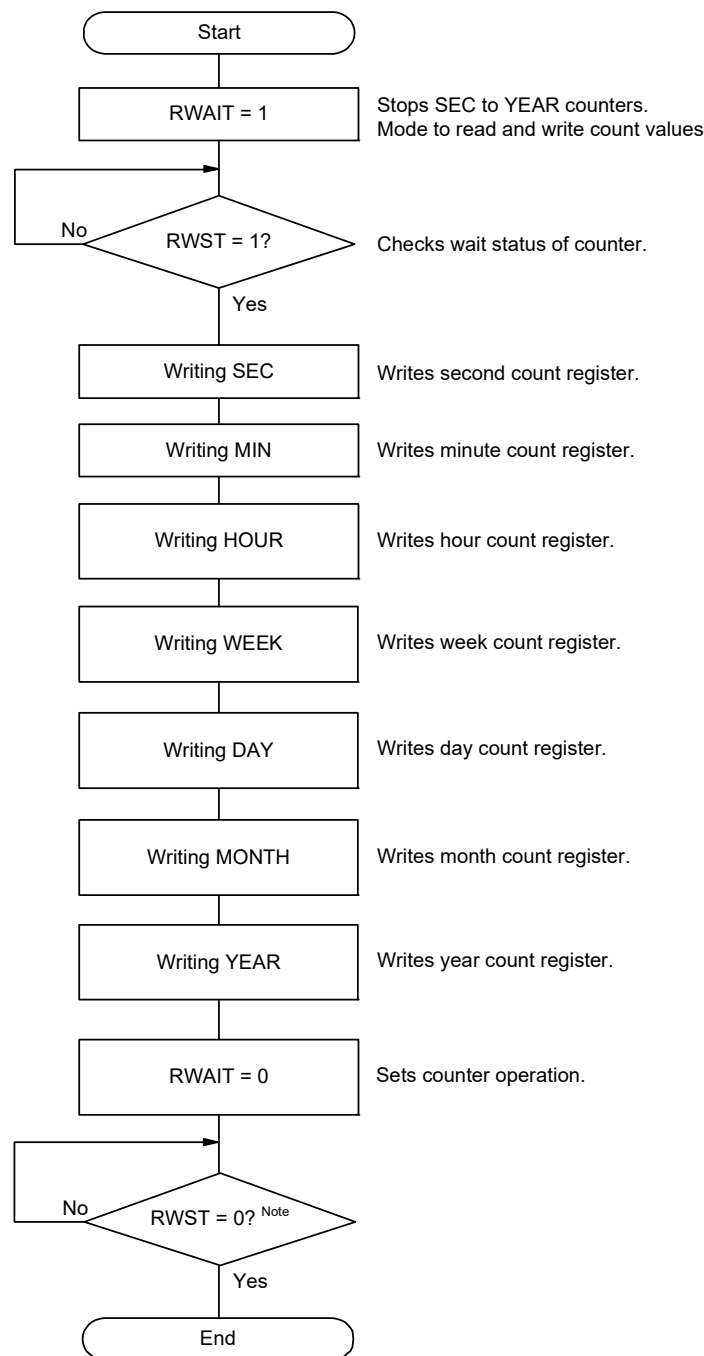 Start
RWAIT = 1
Stops SEC to YEAR counters.
Mode to read and write count values
No
RWST = 1?
Checks wait status of counter.
Yes
Writing SEC
Writes second count register.
Writing MIN
Writes minute count register.
Writing HOUR
Writes hour count register.
Writing WEEK
Writes week count register.
Writing DAY
Writes day count register.
Writing MONTH
Writes month count register.
Writing YEAR
Writes year count register.
RWAIT = 0
Sets counter operation.
No
RWST = 0? Note
Yes
End